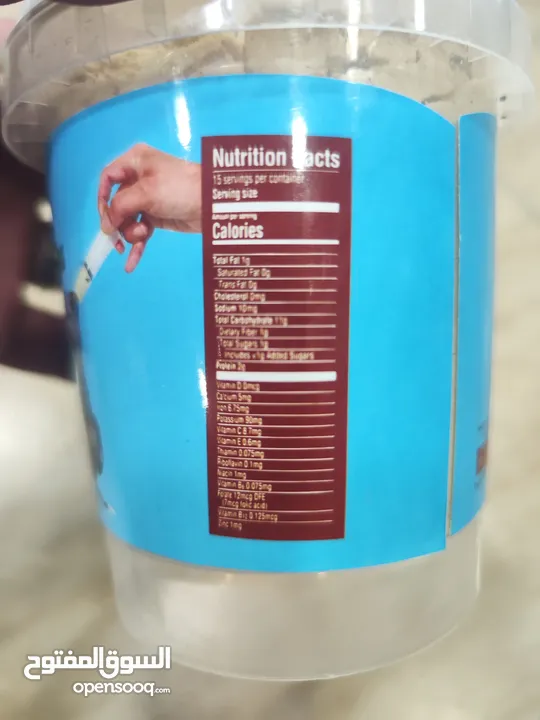 Nutrition Facts
15 servings per container
Serving size
Amount per serving
Calories
Total Fat 1g
Saturated Fat 0g
Trans Fat 0g
Cholesterol 0mg
Sodium 10mg
Total Carbohydrate 11g
Dietary Fiber 1g
Total Sugars 1g
Includes <1g Added Sugars
Protein 2g
Vitamin D 0mcg
Calcium 5mg
Iron 6.75mg
Potassium 90mg
Vitamin C 8.7mg
Vitamin E 0.6mg
Thiamin 0.075mg
Riboflavin 0.1mg
Niacin 1mg
Vitamin B₆ 0.075mg
Folate 12mcg DFE
(7mcg folic acid)
Vitamin B₁₂ 0.125mcg
Zinc 1mg
السوق المفتوح
opensooq.com